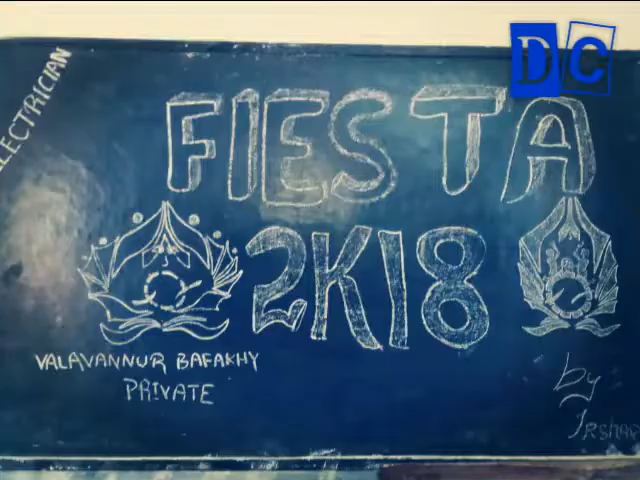 DC
ELECTRICIAN
FIESTA
2K18
VALAVANNUR BAFAKHY
PRIVATE
by